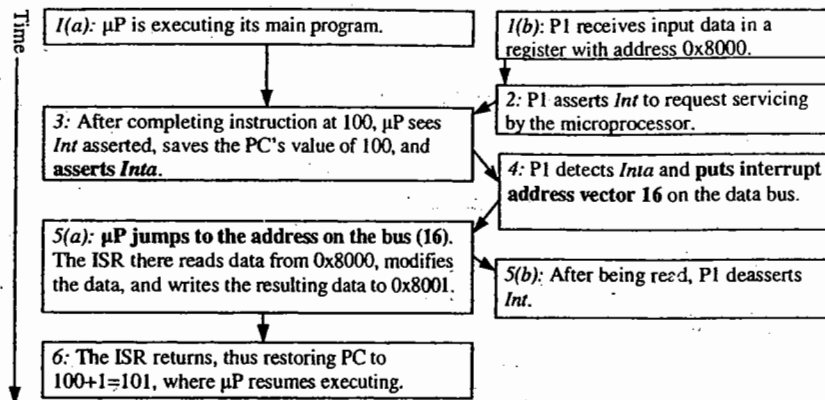 Time
1(a): µP is executing its main program.
1(b): P1 receives input data in a
register with address 0x8000.
2: P1 asserts Int to request servicing
by the microprocessor.
3: After completing instruction at 100, µP sees
Int asserted, saves the PC's value of 100, and
asserts Inta.
4: P1 detects Inta and puts interrupt
address vector 16 on the data bus.
5(a): µP jumps to the address on the bus (16).
The ISR there reads data from 0x8000, modifies
the data, and writes the resulting data to 0x8001.
5(b): After being read, P1 deasserts
Int.
6: The ISR returns, thus restoring PC to
100+1=101, where µP resumes executing.